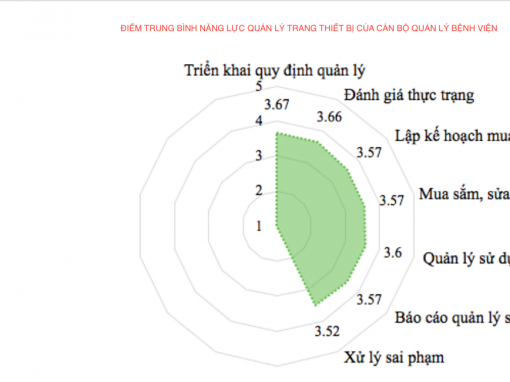 ĐIỂM TRUNG BÌNH NĂNG LỰC QUẢN LÝ TRANG THIẾT BỊ CỦA CÁN BỘ QUẢN LÝ BỆNH VIỆN
Triển khai quy định quản lý
5
3.67
Đánh giá thực trạng
4
3.66
Lập kế hoạch mua
3
3.57
2
3.57
Mua sắm, sửa
1
3.6
Quản lý sử
3.57
Báo cáo quản lý
3.52
Xử lý sai phạm